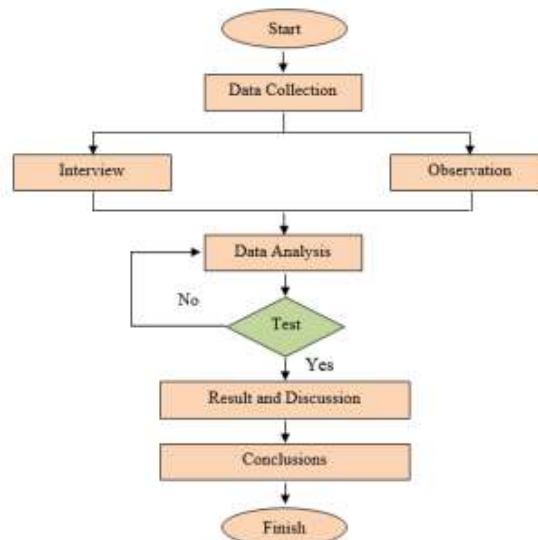 Start
Data Collection
Interview
Observation
Data Analysis
No
Test
Yes
Result and Discussion
Conclusions
Finish